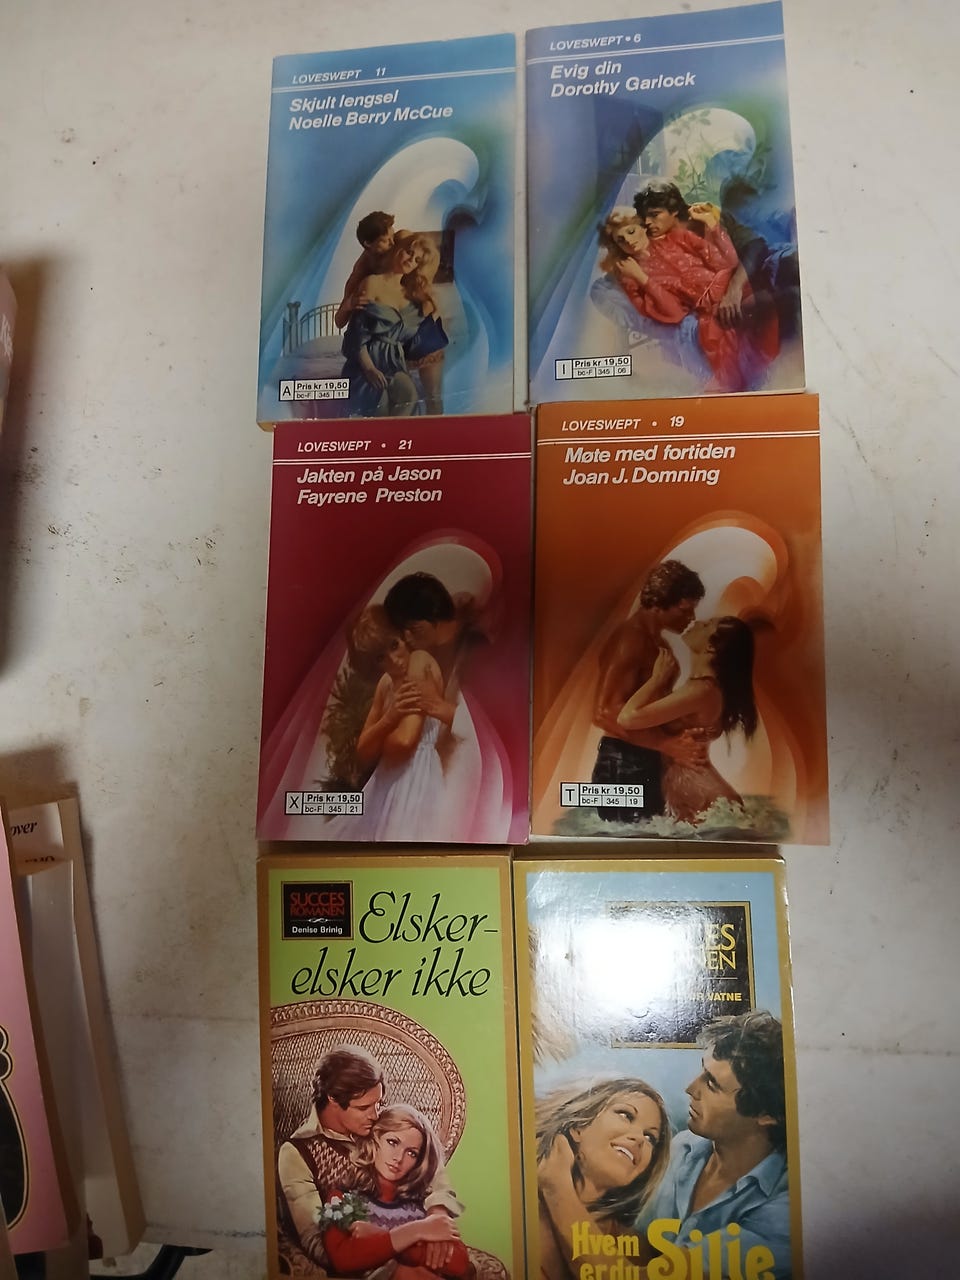 LOVESWEPT 11
Skjult lengsel
Noelle Berry McCue
A Pris kr 19,50
bc-F 345 11
LOVESWEPT • 6
Evig din
Dorothy Garlock
I Pris kr 19,50
bc-F 345 06
LOVESWEPT • 21
Jakten på Jason
Fayrene Preston
X Pris kr 19,50
bc-F 345 21
LOVESWEPT • 19
Møte med fortiden
Joan J. Domning
T Pris kr 19,50
bc-F 345 19
SUCCES
ROMANEN
Denise Brinig
Elsker-
elsker ikke
VATNE
Hvem
er du Silje
over